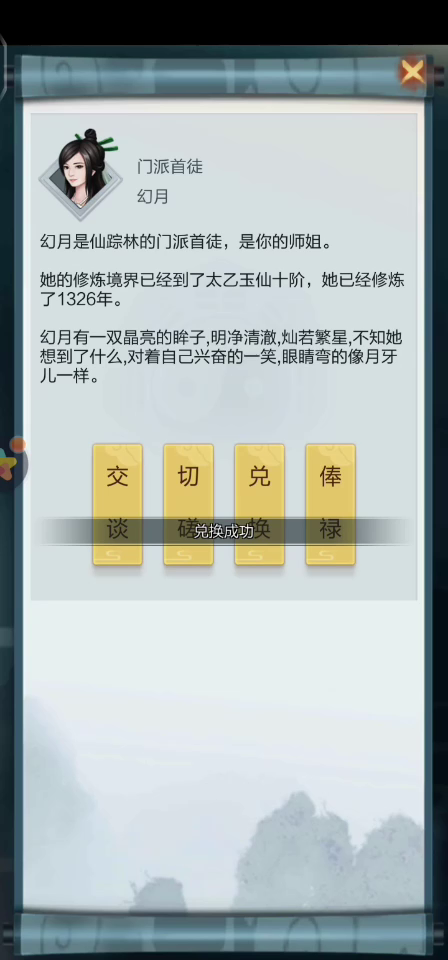 门派首徒
幻月
幻月是仙踪林的门派首徒，是你的师姐。
她的修炼境界已经到了太乙玉仙十阶，她已经修炼
了1326年。
幻月有一双晶亮的眸子,明净清澈,灿若繁星,不知她
想到了什么,对着自己兴奋的一笑,眼睛弯的像月牙
儿一样。
交谈
切磋
兑换
俸禄
兑换成功